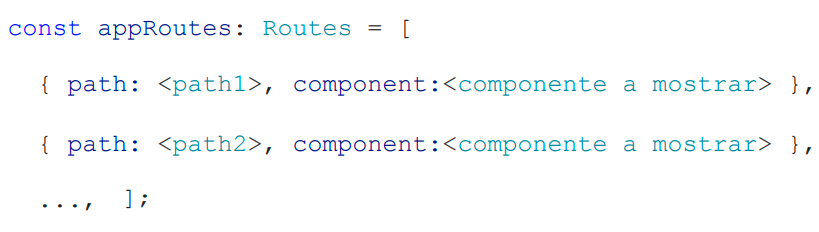 const appRoutes: Routes = [
{ path: <path1>, component:<componente a mostrar> },
{ path: <path2>, component:<componente a mostrar> },
..., ];